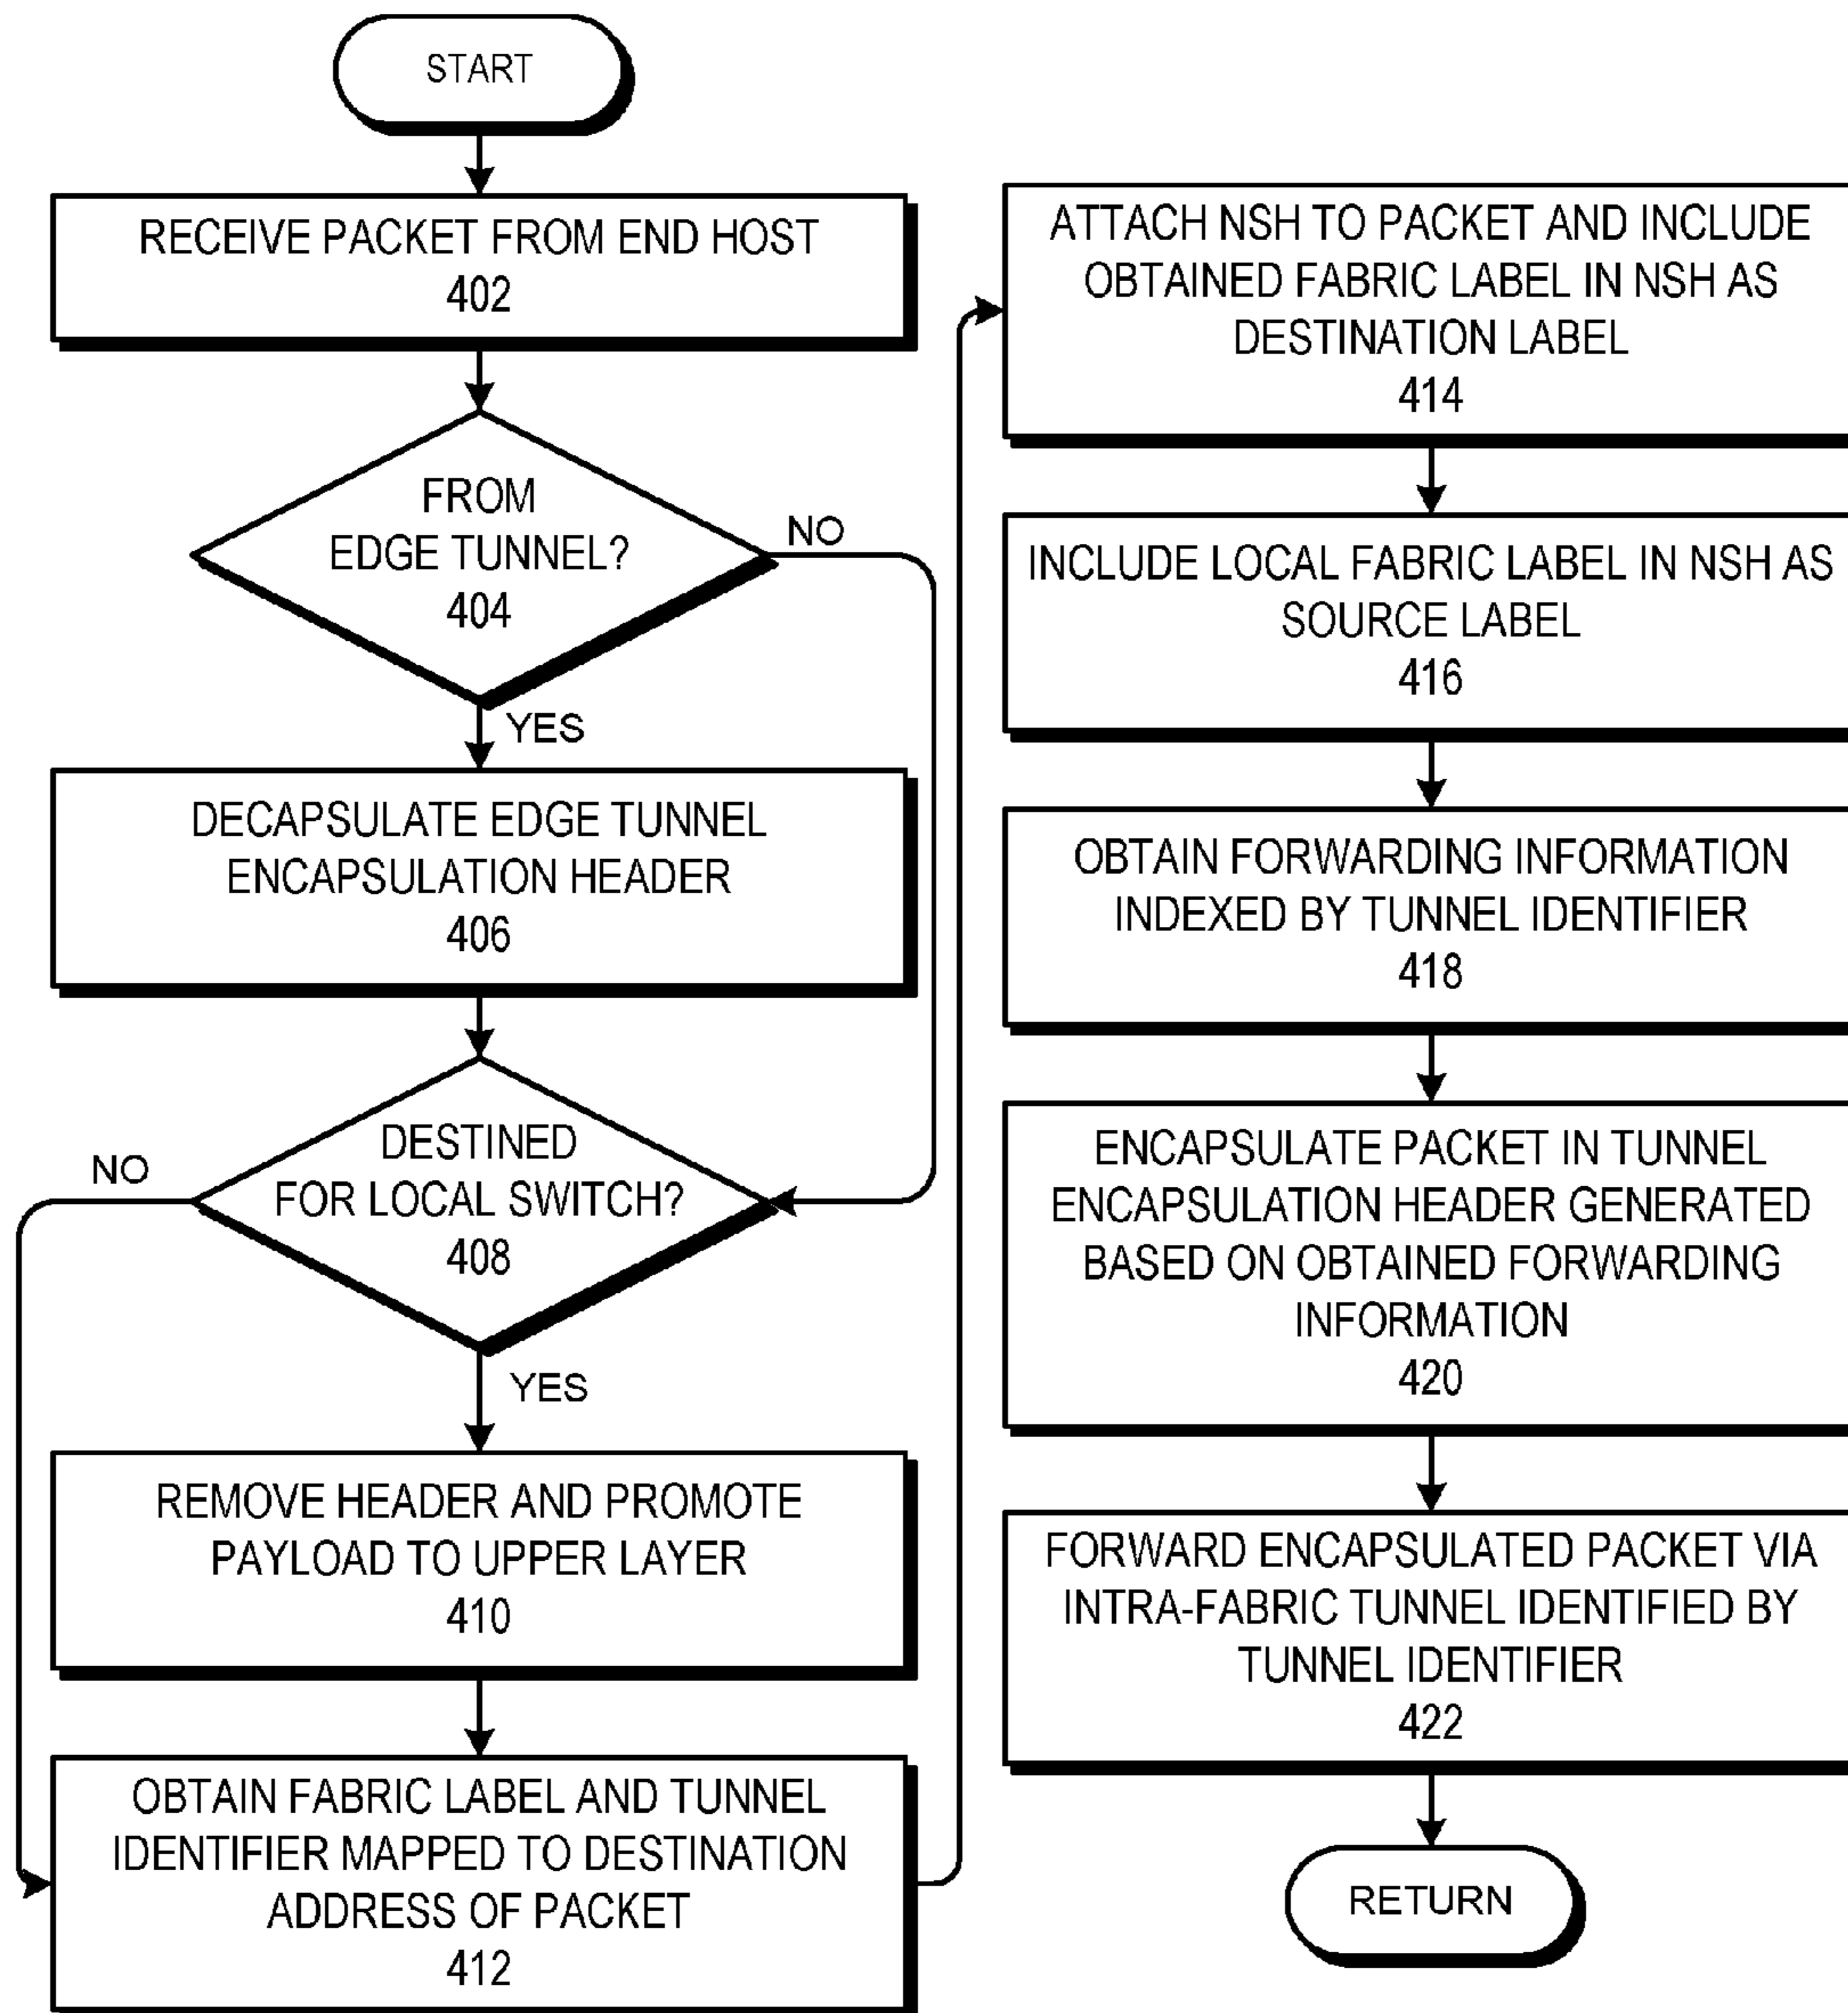 START
RECEIVE PACKET FROM END HOST
402
FROM
EDGE TUNNEL?
404
NO
YES
DECAPSULATE EDGE TUNNEL
ENCAPSULATION HEADER
406
DESTINED
FOR LOCAL SWITCH?
408
NO
YES
REMOVE HEADER AND PROMOTE
PAYLOAD TO UPPER LAYER
410
OBTAIN FABRIC LABEL AND TUNNEL
IDENTIFIER MAPPED TO DESTINATION
ADDRESS OF PACKET
412
ATTACH NSH TO PACKET AND INCLUDE
OBTAINED FABRIC LABEL IN NSH AS
DESTINATION LABEL
414
INCLUDE LOCAL FABRIC LABEL IN NSH AS
SOURCE LABEL
416
OBTAIN FORWARDING INFORMATION
INDEXED BY TUNNEL IDENTIFIER
418
ENCAPSULATE PACKET IN TUNNEL
ENCAPSULATION HEADER GENERATED
BASED ON OBTAINED FORWARDING
INFORMATION
420
FORWARD ENCAPSULATED PACKET VIA
INTRA-FABRIC TUNNEL IDENTIFIED BY
TUNNEL IDENTIFIER
422
RETURN